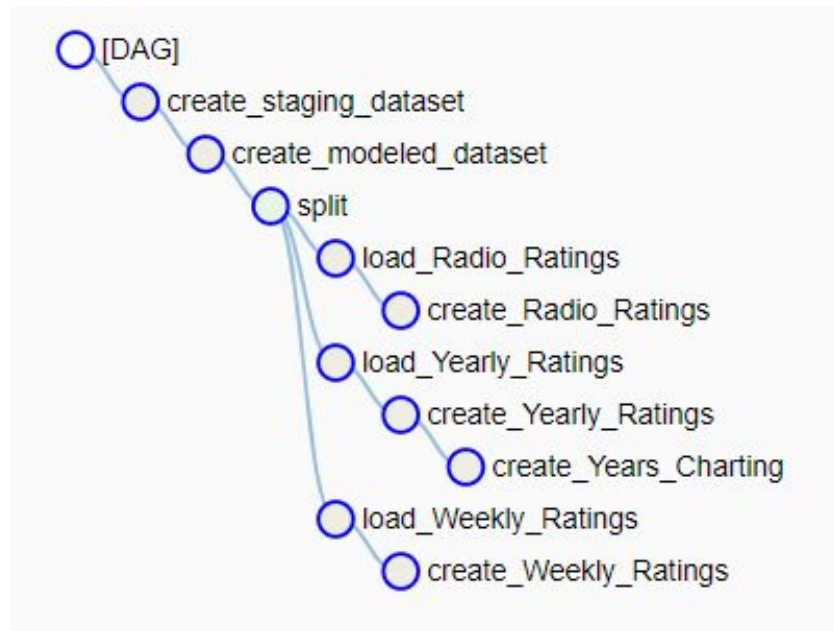 [DAG]
create_staging_dataset
create_modeled_dataset
split
load_Radio_Ratings
create_Radio_Ratings
load_Yearly_Ratings
create_Yearly_Ratings
create_Years_Charting
load_Weekly_Ratings
create_Weekly_Ratings